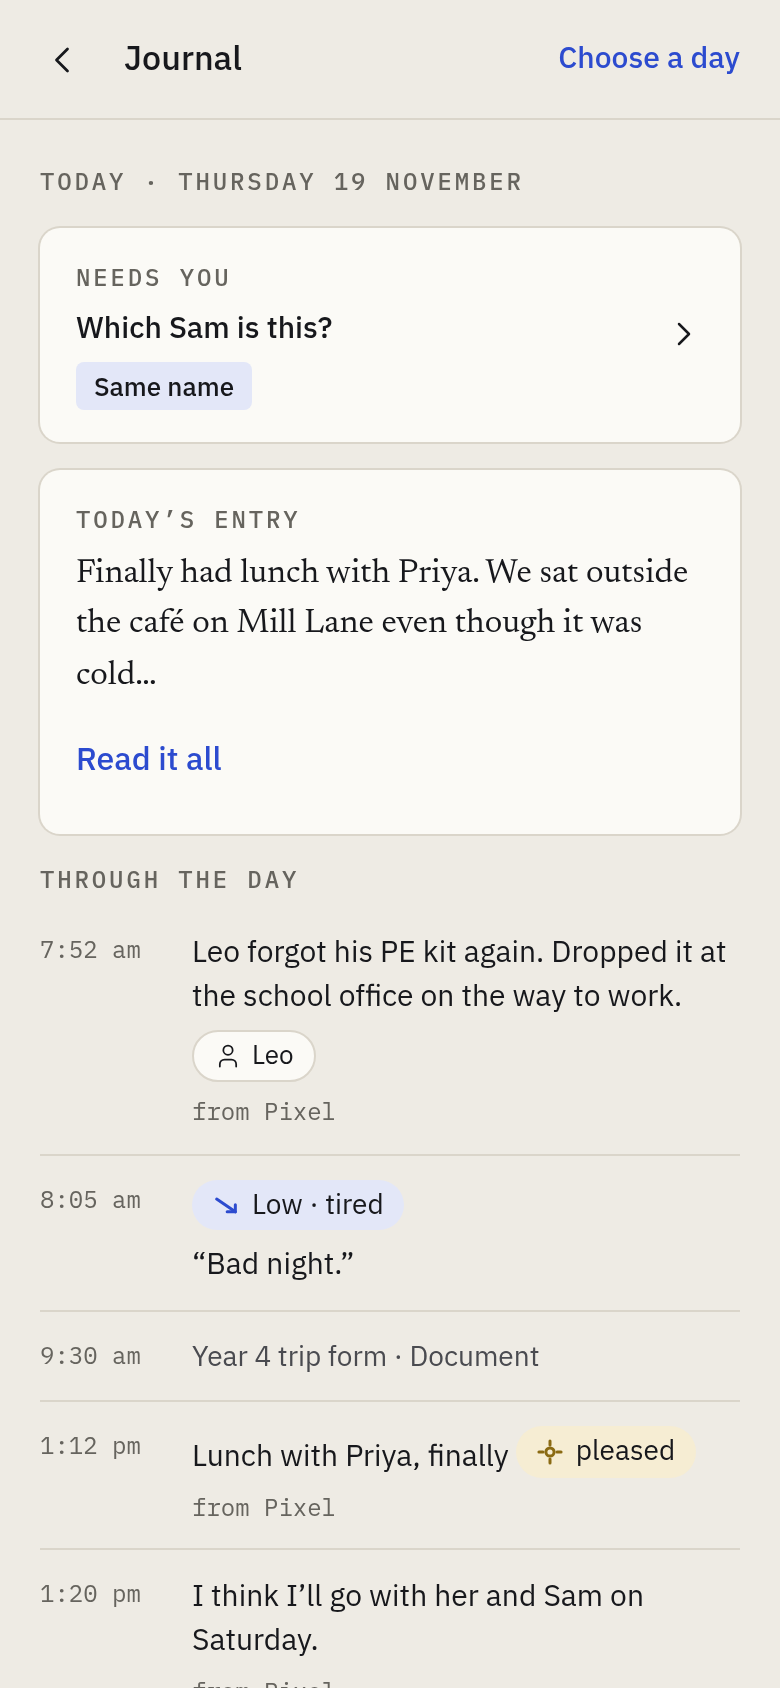 Journal
Choose a day
TODAY · THURSDAY 19 NOVEMBER
NEEDS YOU
Which Sam is this?
Same name
TODAY’S ENTRY
Finally had lunch with Priya. We sat outside
the café on Mill Lane even though it was
cold…
Read it all
THROUGH THE DAY
7:52 am
Leo forgot his PE kit again. Dropped it at
the school office on the way to work.
Leo
from Pixel
8:05 am
Low · tired
“Bad night.”
9:30 am
Year 4 trip form · Document
1:12 pm
Lunch with Priya, finally pleased
from Pixel
1:20 pm
I think I’ll go with her and Sam on
Saturday.